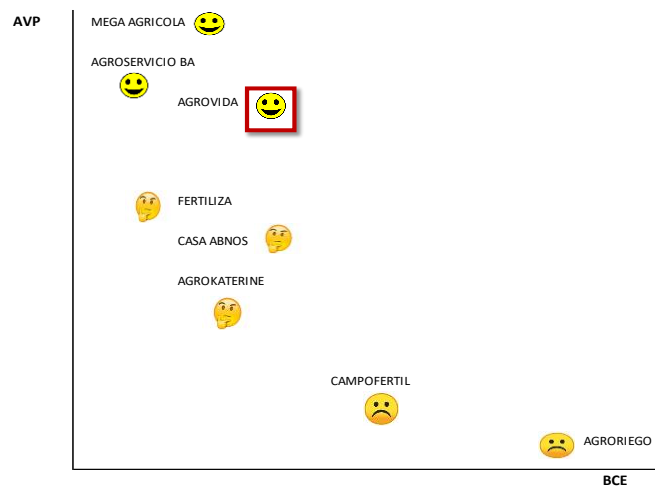 AVP
MEGA AGRICOLA
AGROSERVICIO BA
AGROVIDA
FERTILIZA
CASA ABNOS
AGROKATERINE
CAMPOFERTIL
AGRORIEGO
BCE